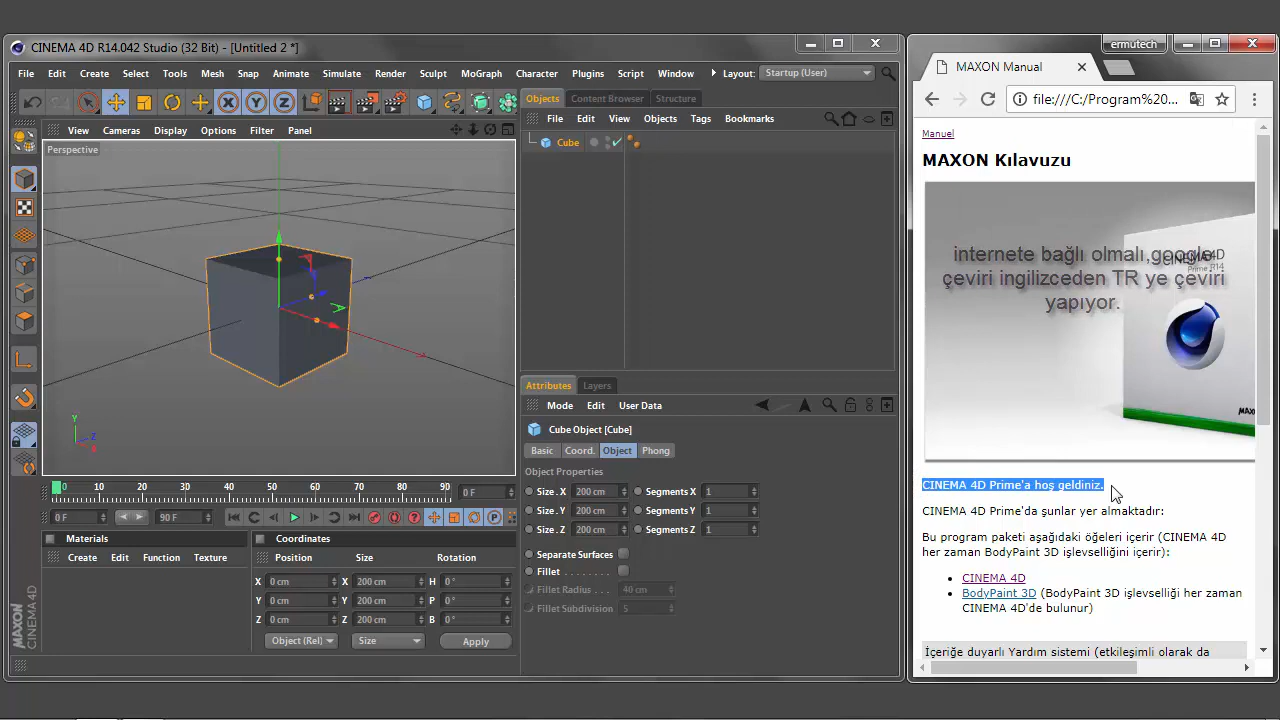 CINEMA 4D R14.042 Studio (32 Bit) - [Untitled 2 *]
File Edit Create Select Tools Mesh Snap Animate Simulate Render Sculpt MoGraph Character Plugins Script Window Layout: Startup (User)
X Y Z
View Cameras Display Options Filter Panel
Perspective
Y
Z
X
0 10 20 30 40 50 60 70 80 90 0 F
0 F 90 F
Materials
Create Edit Function Texture
MAXON
CINEMA 4D
Coordinates
Position Size Rotation
X 0 cm X 200 cm H 0 °
Y 0 cm Y 200 cm P 0 °
Z 0 cm Z 200 cm B 0 °
Object (Rel) Size Apply
Objects Content Browser Structure
File Edit View Objects Tags Bookmarks
Cube
Attributes Layers
Mode Edit User Data
Cube Object [Cube]
Basic Coord. Object Phong
Object Properties
Size . X 200 cm Segments X 1
Size . Y 200 cm Segments Y 1
Size . Z 200 cm Segments Z 1
Separate Surfaces
Fillet . . . . . . . .
Fillet Radius . . . 40 cm
Fillet Subdivision 5
ermutech
MAXON Manual
file:///C:/Program%20...
Manuel
MAXON Kılavuzu
internete bağlı olmalı.google
çeviri ingilizceden TR ye çeviri
yapıyor.
CINEMA 4D
Prime R14
CINEMA 4D Prime'a hoş geldiniz.
CINEMA 4D Prime'da şunlar yer almaktadır:
Bu program paketi aşağıdaki öğeleri içerir (CINEMA 4D
her zaman BodyPaint 3D işlevselliğini içerir):
CINEMA 4D
BodyPaint 3D (BodyPaint 3D işlevselliği her zaman
CINEMA 4D'de bulunur)
İçeriğe duyarlı Yardım sistemi (etkileşimli olarak da